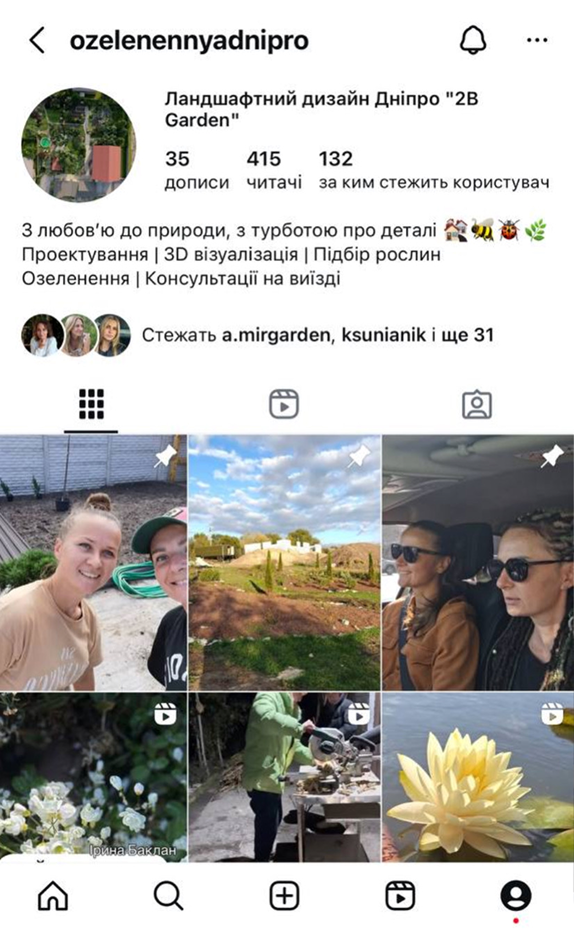 ozelenennyadnipro
Ландшафтний дизайн Дніпро "2B
Garden"
35 415 132
дописи читачі за ким стежить користувач
З любов'ю до природи, з турботою про деталі
Проектування | 3D візуалізація | Підбір рослин
Озеленення | Консультації на виїзді
Стежать a.mirgarden, ksunianik і ще 31
Ірина Баклан